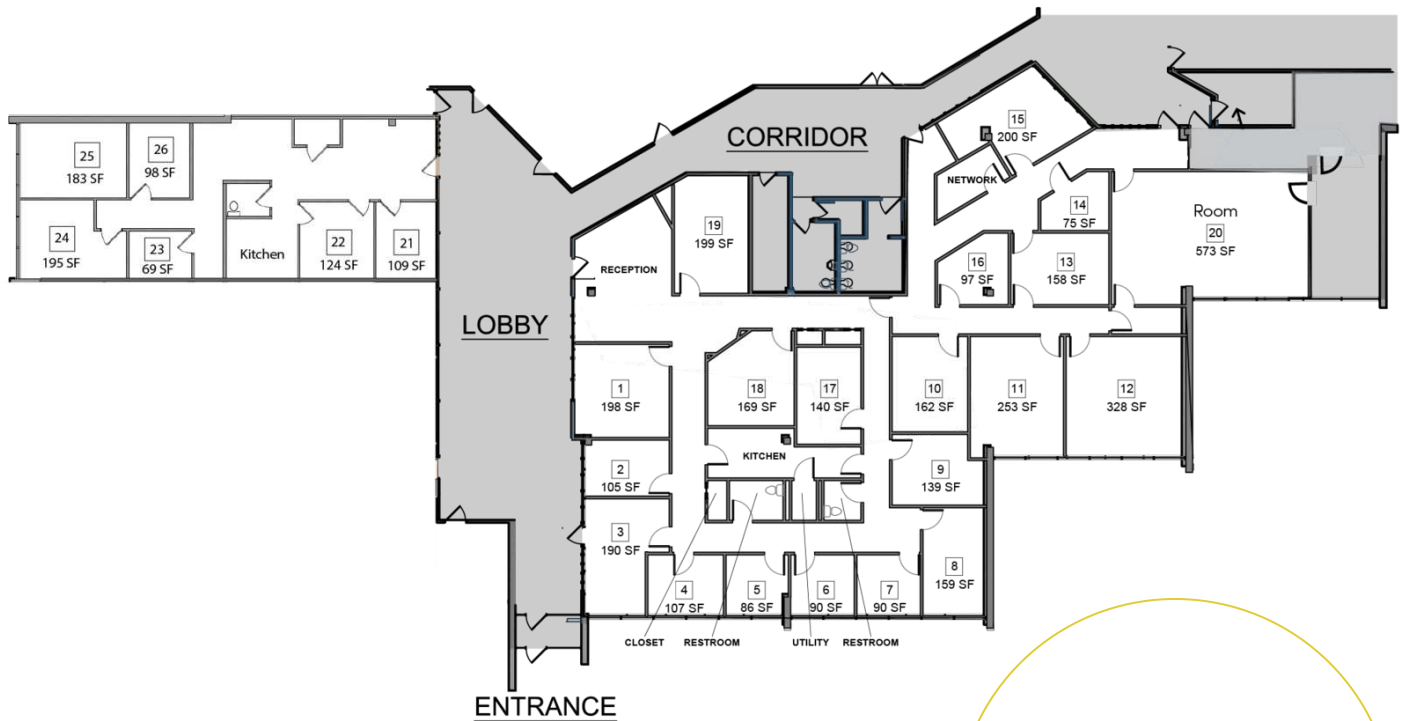 15
200 SF
CORRIDOR
25
183 SF
26
98 SF
NETWORK
14
75 SF
Room
20
573 SF
19
199 SF
24
195 SF
23
69 SF
Kitchen
22
124 SF
21
109 SF
RECEPTION
16
97 SF
13
158 SF
LOBBY
1
198 SF
18
169 SF
17
140 SF
10
162 SF
11
253 SF
12
328 SF
KITCHEN
2
105 SF
9
139 SF
3
190 SF
8
159 SF
4
107 SF
5
86 SF
6
90 SF
7
90 SF
CLOSET
RESTROOM
UTILITY
RESTROOM
ENTRANCE